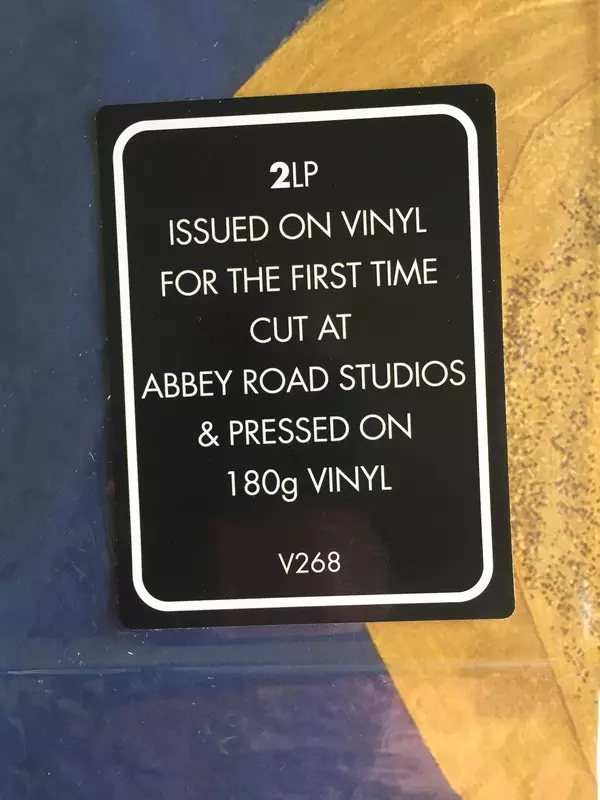 2LP
ISSUED ON VINYL
FOR THE FIRST TIME
CUT AT
ABBEY ROAD STUDIOS
& PRESSED ON
180g VINYL
V268